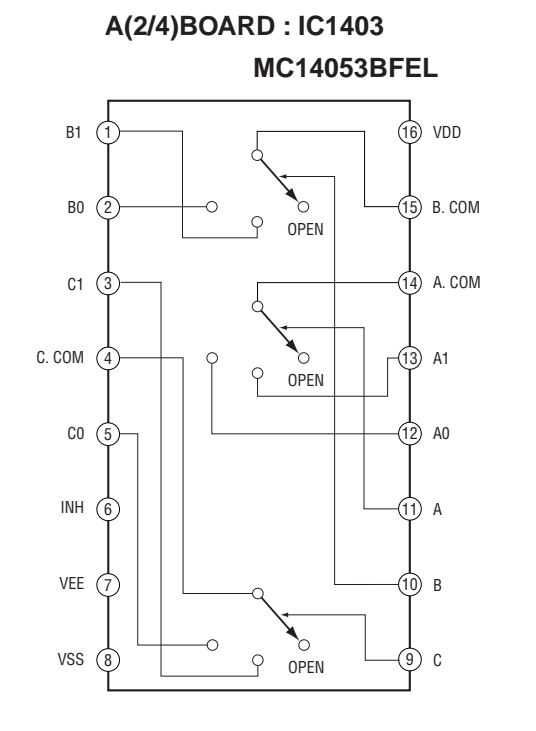 A(2/4)BOARD : IC1403
MC14053BFEL
B1 1
16 VDD
B0 2
15 B. COM
OPEN
C1 3
14 A. COM
C. COM 4
13 A1
OPEN
C0 5
12 A0
INH 6
11 A
VEE 7
10 B
VSS 8
9 C
OPEN